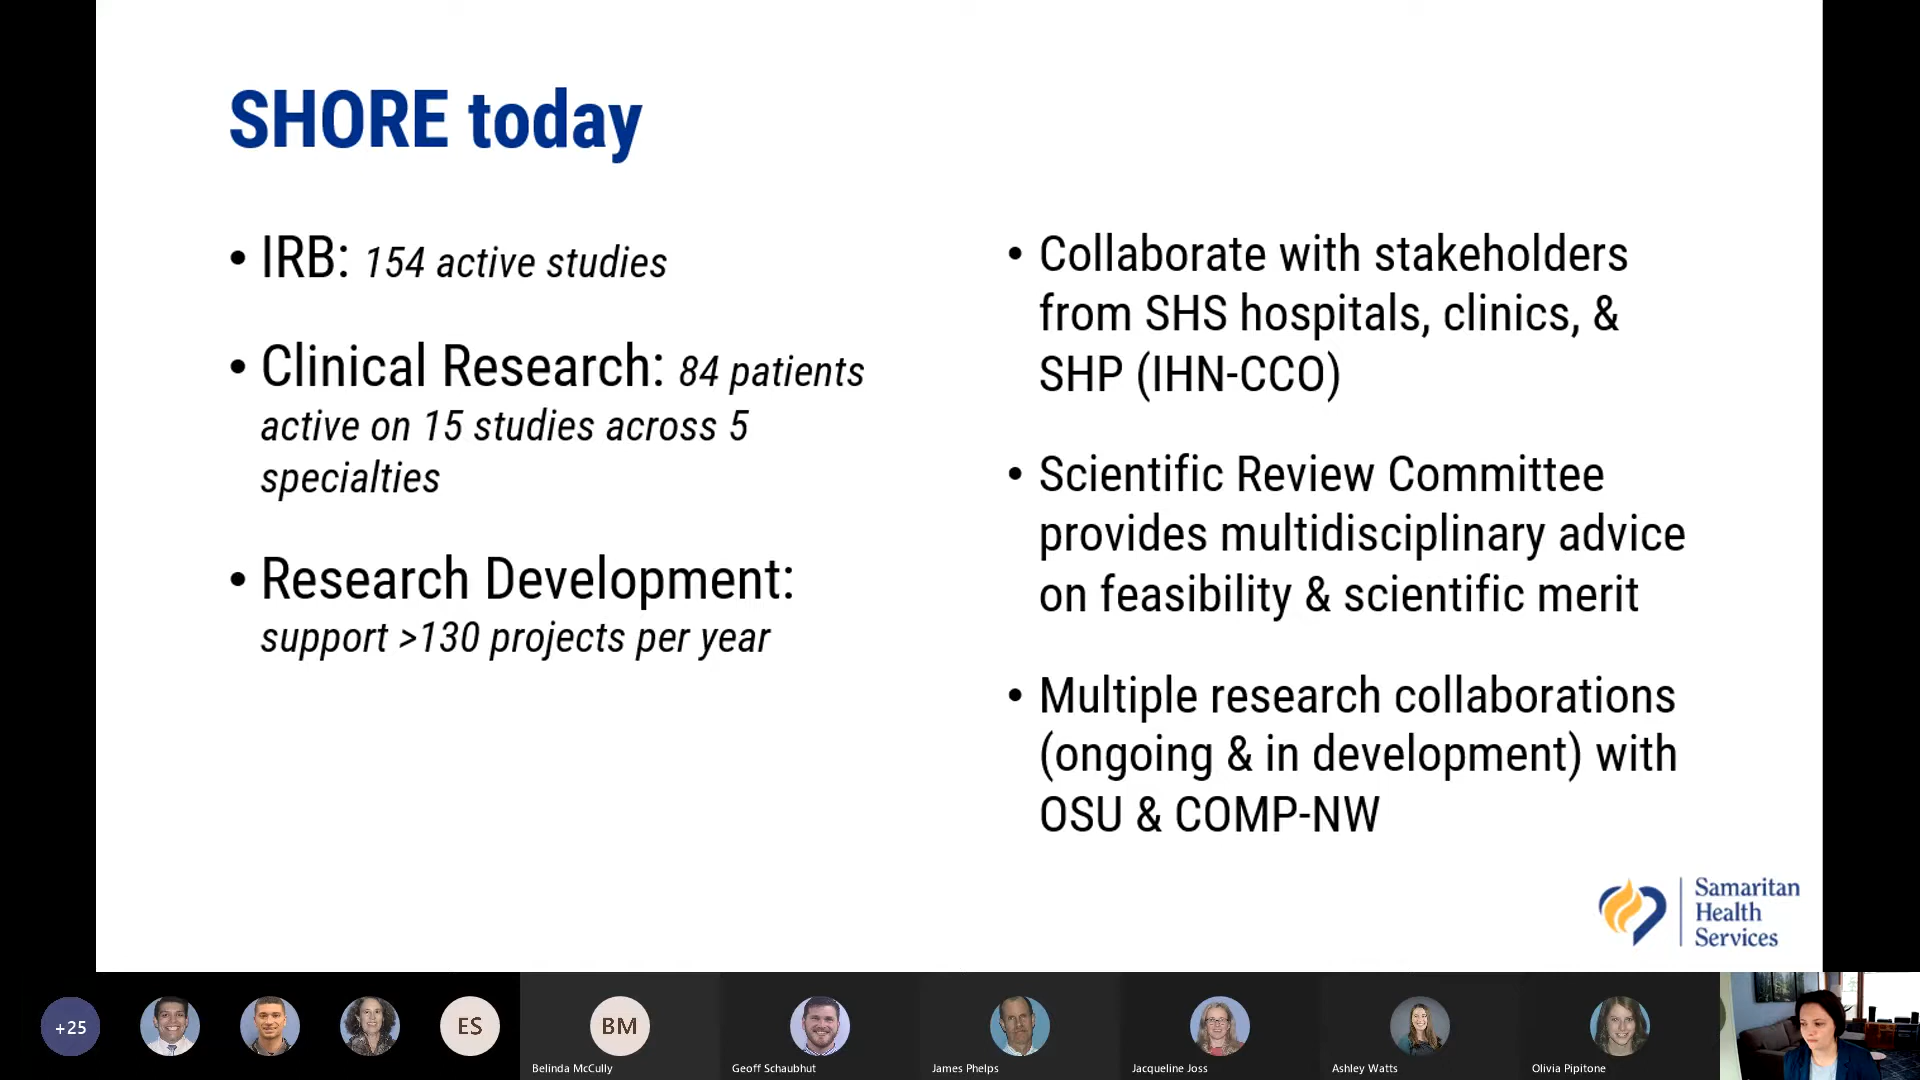 SHORE today
• IRB: 154 active studies
• Clinical Research: 84 patients
active on 15 studies across 5
specialties
• Research Development:
support >130 projects per year
• Collaborate with stakeholders
from SHS hospitals, clinics, &
SHP (IHN-CCO)
• Scientific Review Committee
provides multidisciplinary advice
on feasibility & scientific merit
• Multiple research collaborations
(ongoing & in development) with
OSU & COMP-NW
Samaritan
Health
Services
+25
ES
BM
Belinda McCully
Geoff Schaubhut
James Phelps
Jacqueline Joss
Ashley Watts
Olivia Pipitone